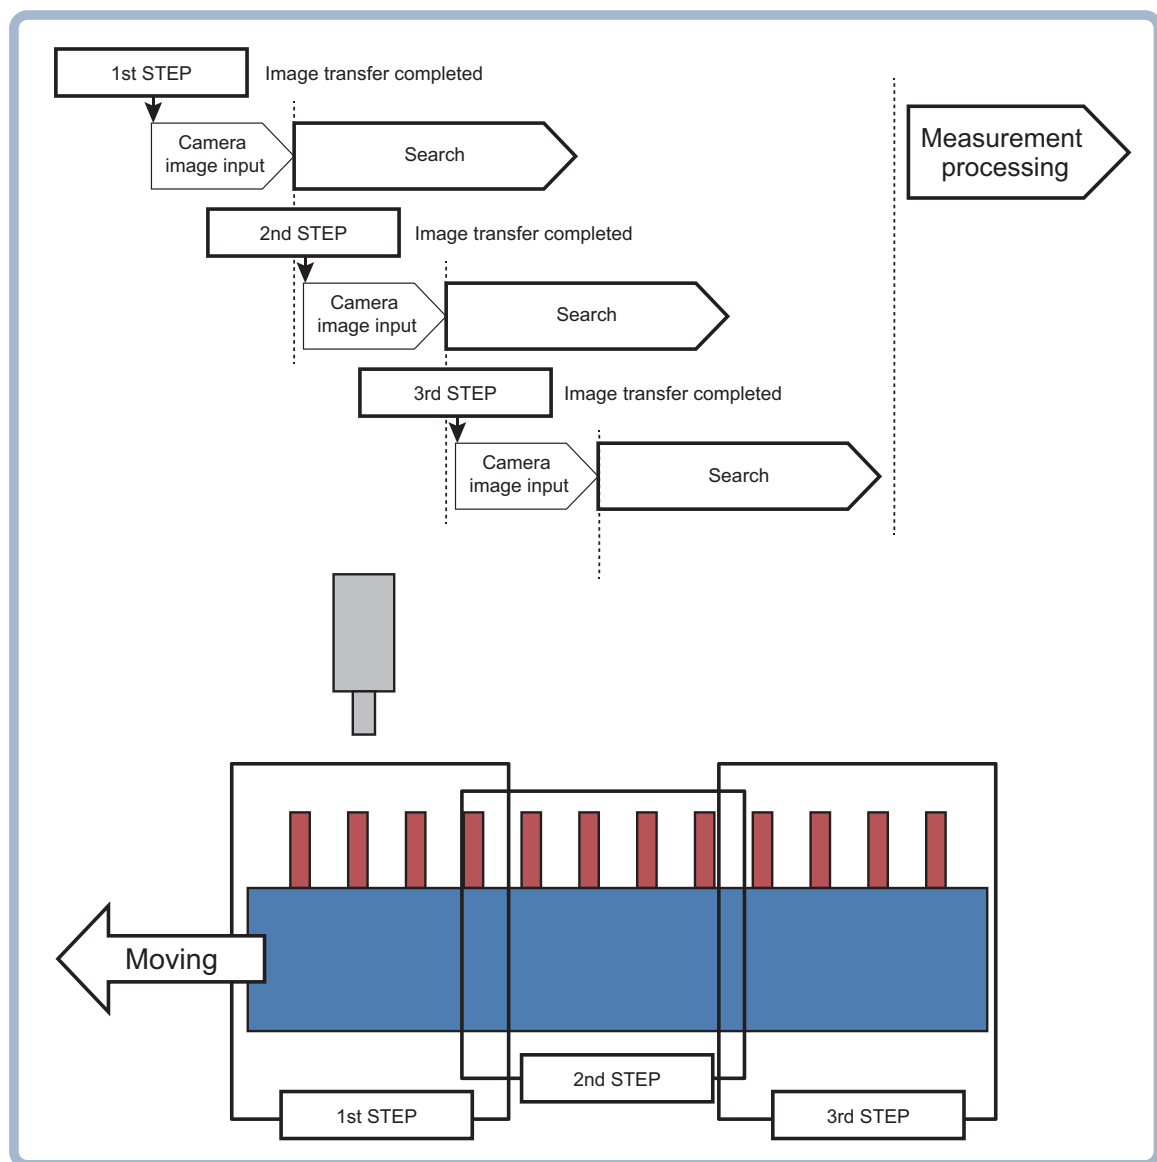 1st STEP
Image transfer completed
Camera
image input
Search
Measurement
processing
2nd STEP
Image transfer completed
Camera
image input
Search
3rd STEP
Image transfer completed
Camera
image input
Search
Moving
2nd STEP
1st STEP
3rd STEP